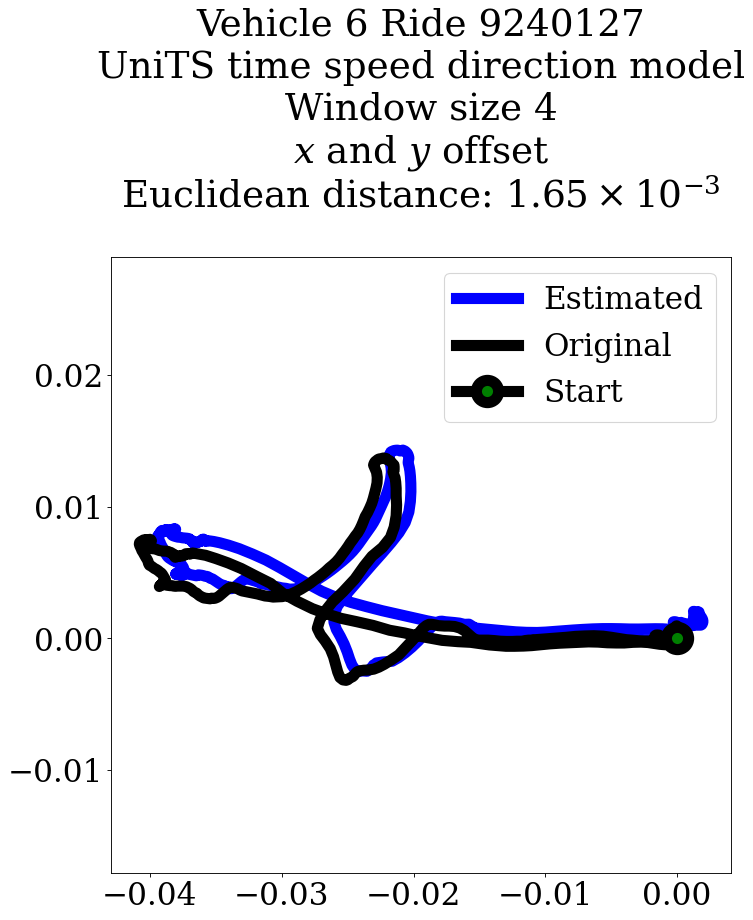 Vehicle 6 Ride 9240127
UniTS time speed direction model
Window size 4
x and y offset
Euclidean distance: 1.65 × 10⁻³
Estimated
Original
Start
0.02
0.01
0.00
−0.01
−0.04 −0.03 −0.02 −0.01 0.00